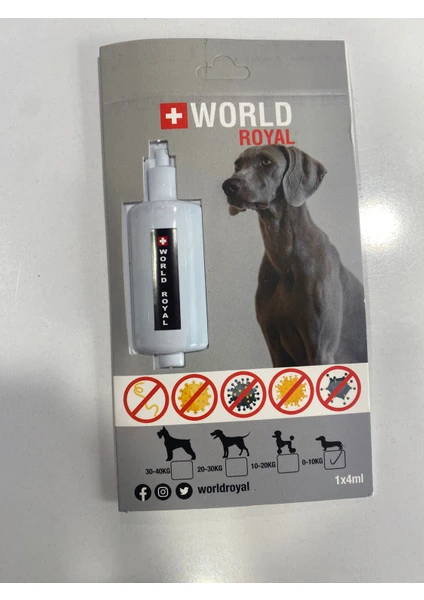 WORLD
ROYAL
WORLD ROYAL
30-40KG
20-30KG
10-20KG
0-10KG
worldroyal
1x4ml